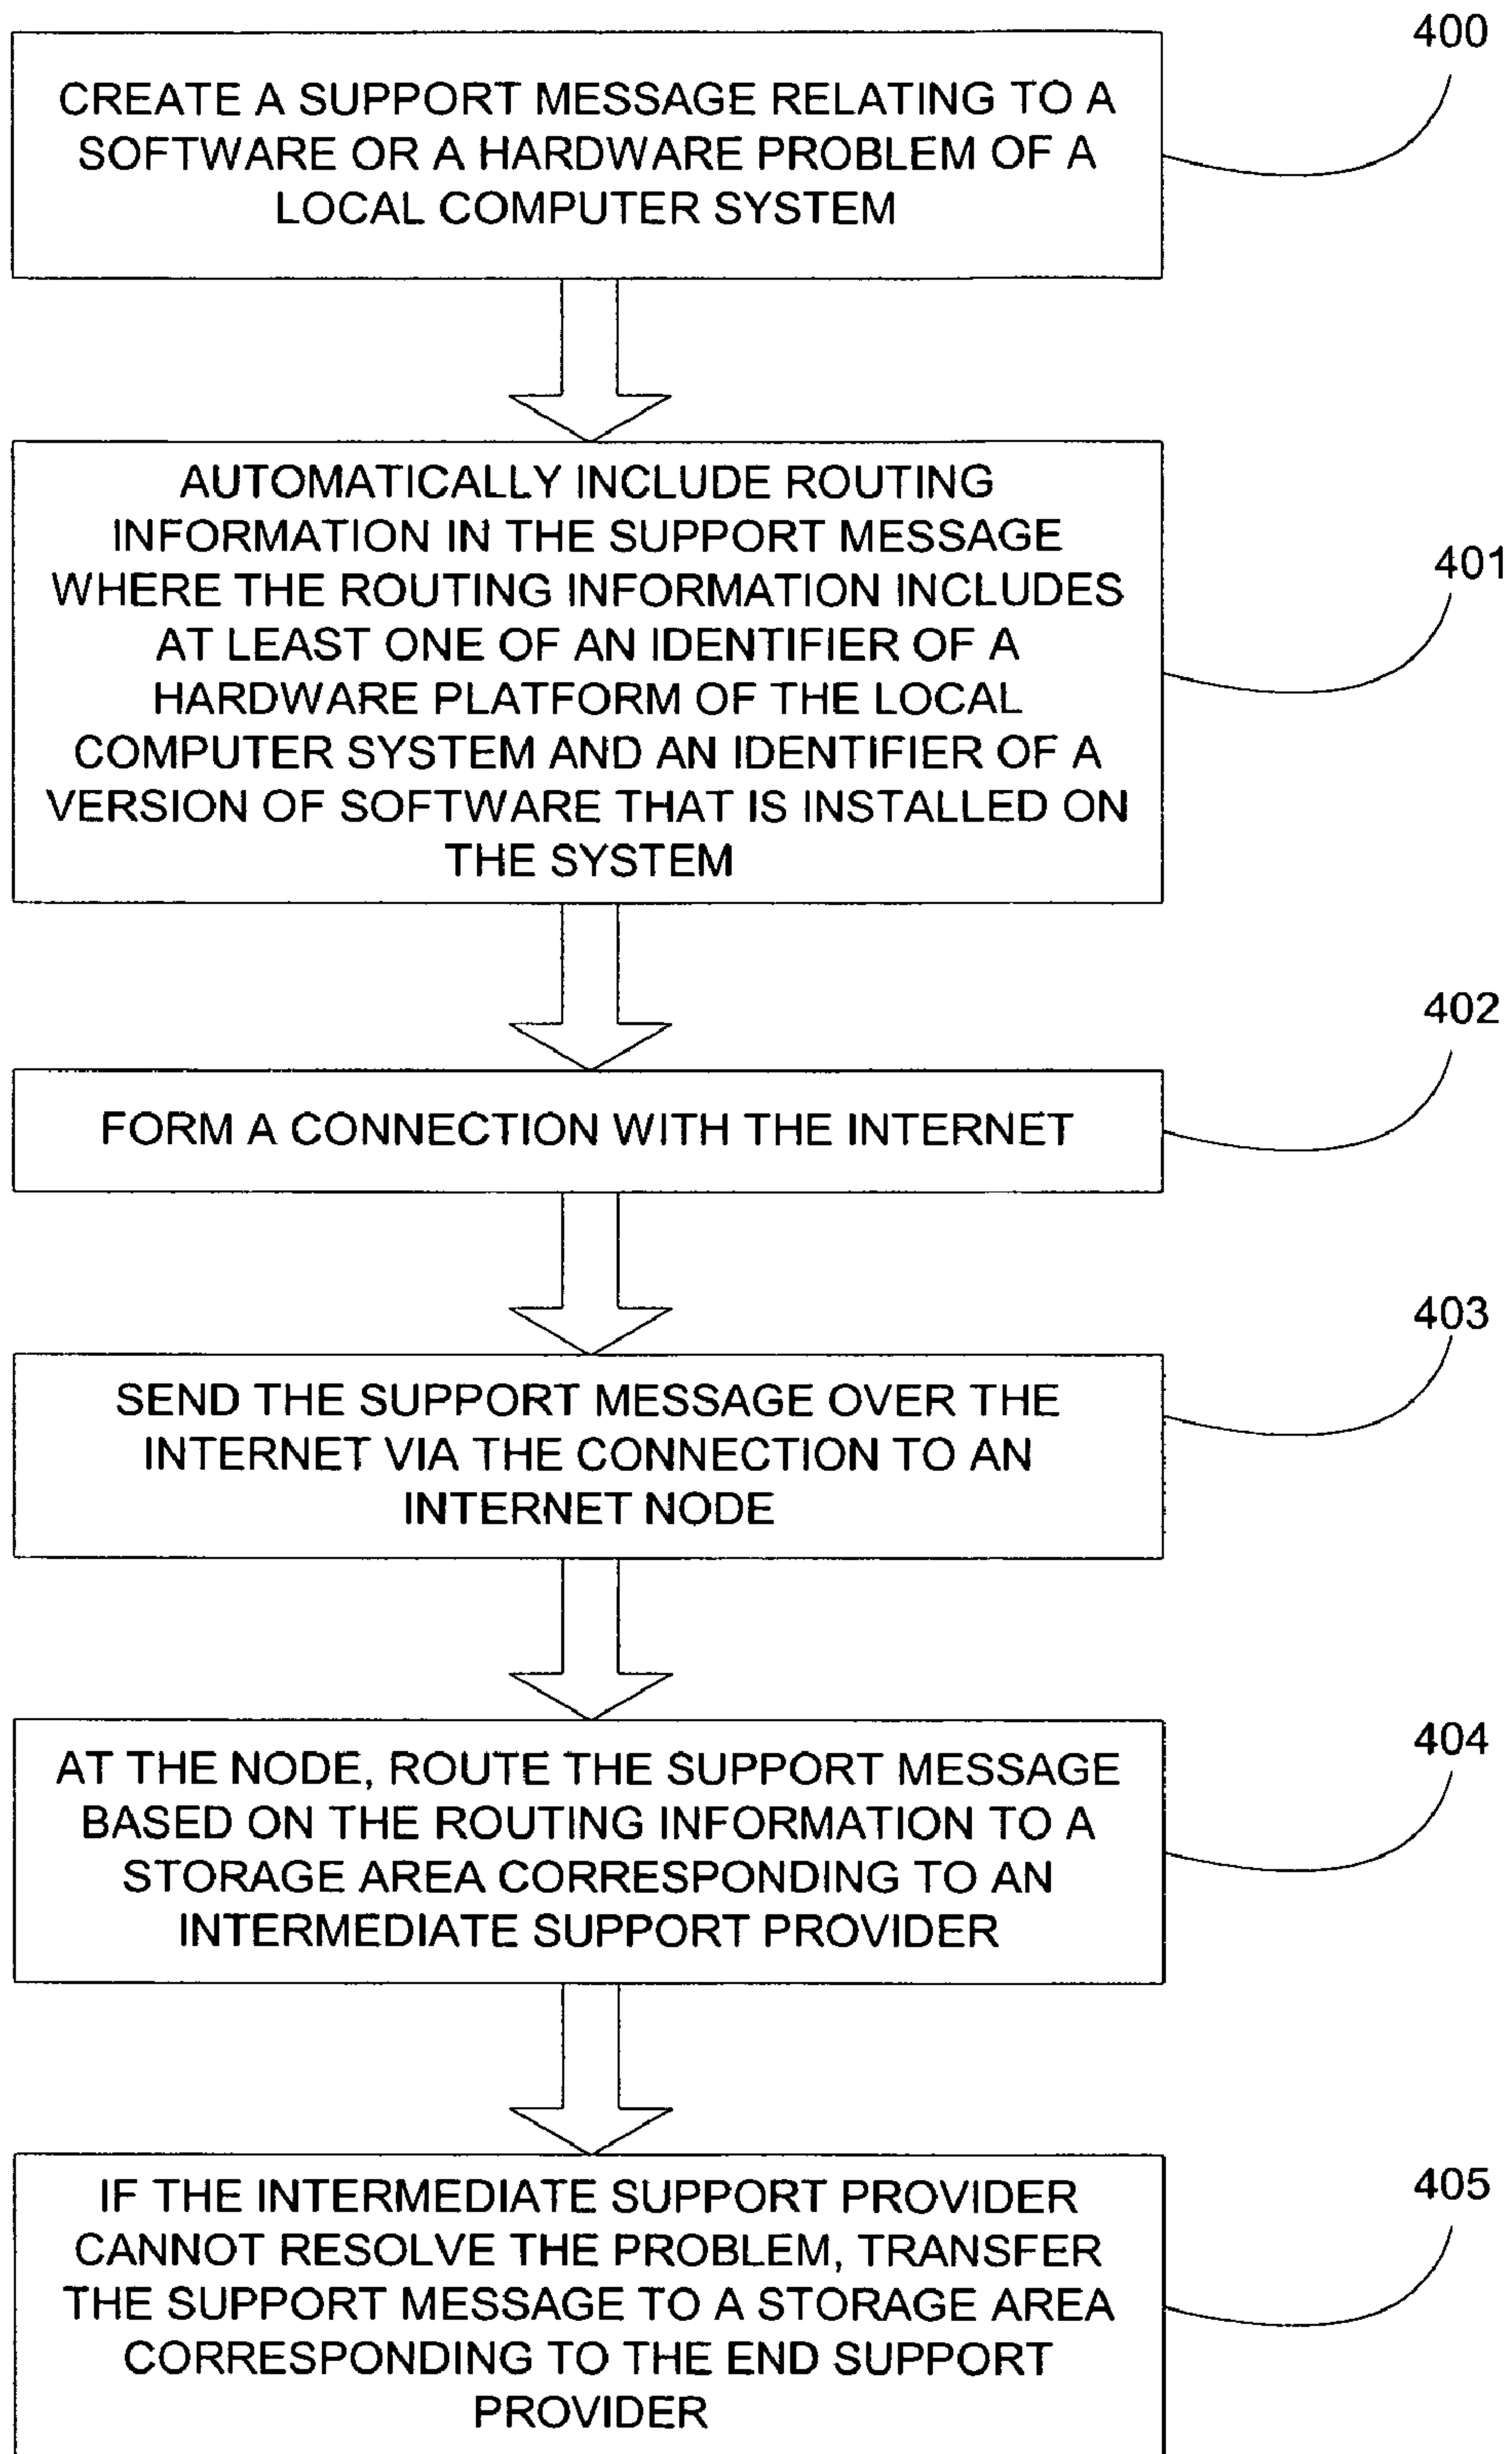 400
CREATE A SUPPORT MESSAGE RELATING TO A
SOFTWARE OR A HARDWARE PROBLEM OF A
LOCAL COMPUTER SYSTEM
AUTOMATICALLY INCLUDE ROUTING
INFORMATION IN THE SUPPORT MESSAGE
WHERE THE ROUTING INFORMATION INCLUDES
AT LEAST ONE OF AN IDENTIFIER OF A
HARDWARE PLATFORM OF THE LOCAL
COMPUTER SYSTEM AND AN IDENTIFIER OF A
VERSION OF SOFTWARE THAT IS INSTALLED ON
THE SYSTEM
401
402
FORM A CONNECTION WITH THE INTERNET
403
SEND THE SUPPORT MESSAGE OVER THE
INTERNET VIA THE CONNECTION TO AN
INTERNET NODE
404
AT THE NODE, ROUTE THE SUPPORT MESSAGE
BASED ON THE ROUTING INFORMATION TO A
STORAGE AREA CORRESPONDING TO AN
INTERMEDIATE SUPPORT PROVIDER
405
IF THE INTERMEDIATE SUPPORT PROVIDER
CANNOT RESOLVE THE PROBLEM, TRANSFER
THE SUPPORT MESSAGE TO A STORAGE AREA
CORRESPONDING TO THE END SUPPORT
PROVIDER